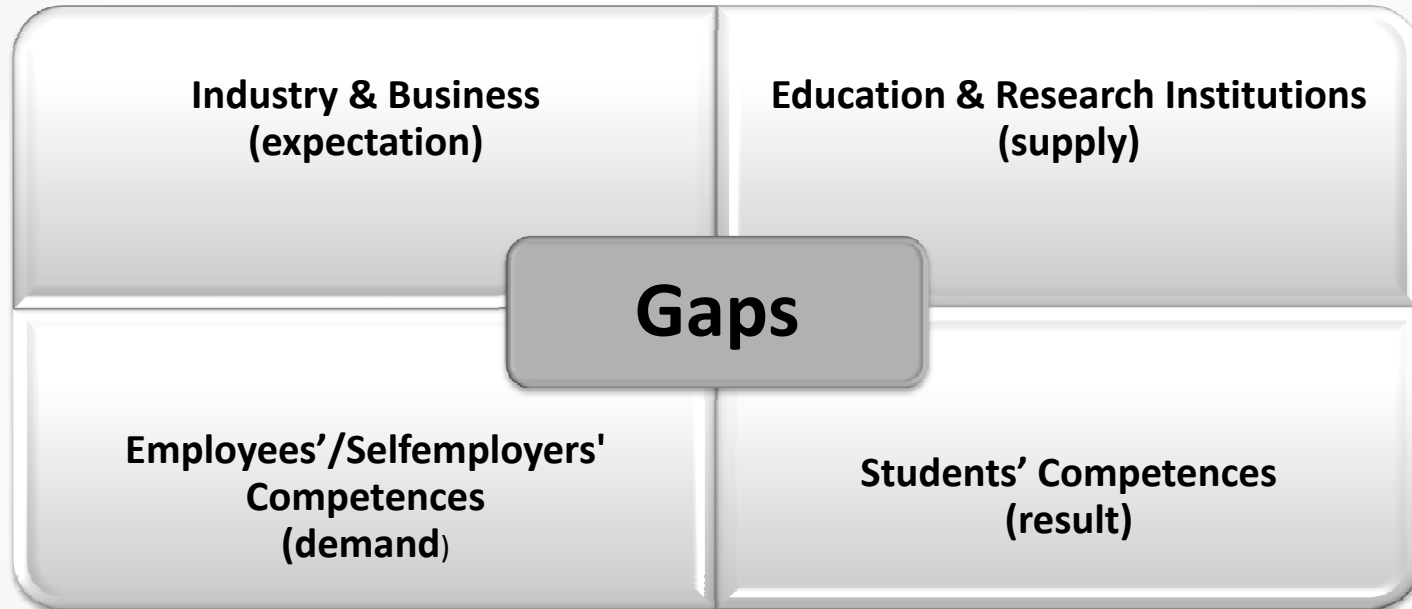 Industry & Business
(expectation)
Education & Research Institutions
(supply)
Gaps
Employees’/Selfemployers'
Competences
(demand)
Students’ Competences
(result)